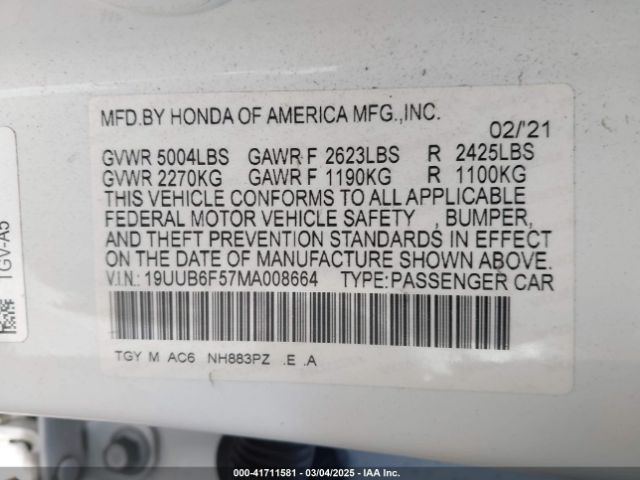 MFD.BY HONDA OF AMERICA MFG.,INC.
02/'21
GVWR 5004LBS GAWR F 2623LBS R 2425LBS
GVWR 2270KG GAWR F 1190KG R 1100KG
THIS VEHICLE CONFORMS TO ALL APPLICABLE
FEDERAL MOTOR VEHICLE SAFETY , BUMPER,
AND THEFT PREVENTION STANDARDS IN EFFECT
ON THE DATE OF MANUFACTURE SHOWN ABOVE.
V.I.N: 19UUB6F57MA008664 TYPE:PASSENGER CAR
TGY M AC6 NH883PZ .E .A
TGV-A5
000-41711581 - 03/04/2025 - IAA Inc.